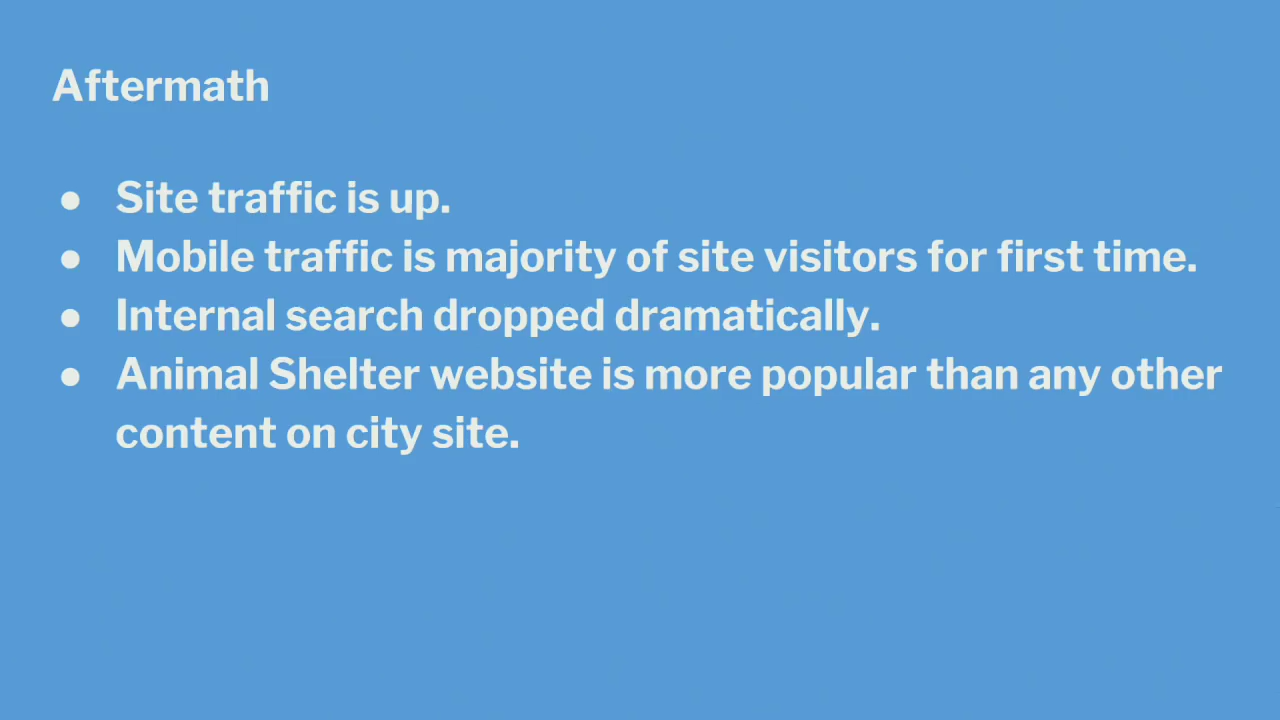 Aftermath
● Site traffic is up.
● Mobile traffic is majority of site visitors for first time.
● Internal search dropped dramatically.
● Animal Shelter website is more popular than any other
content on city site.